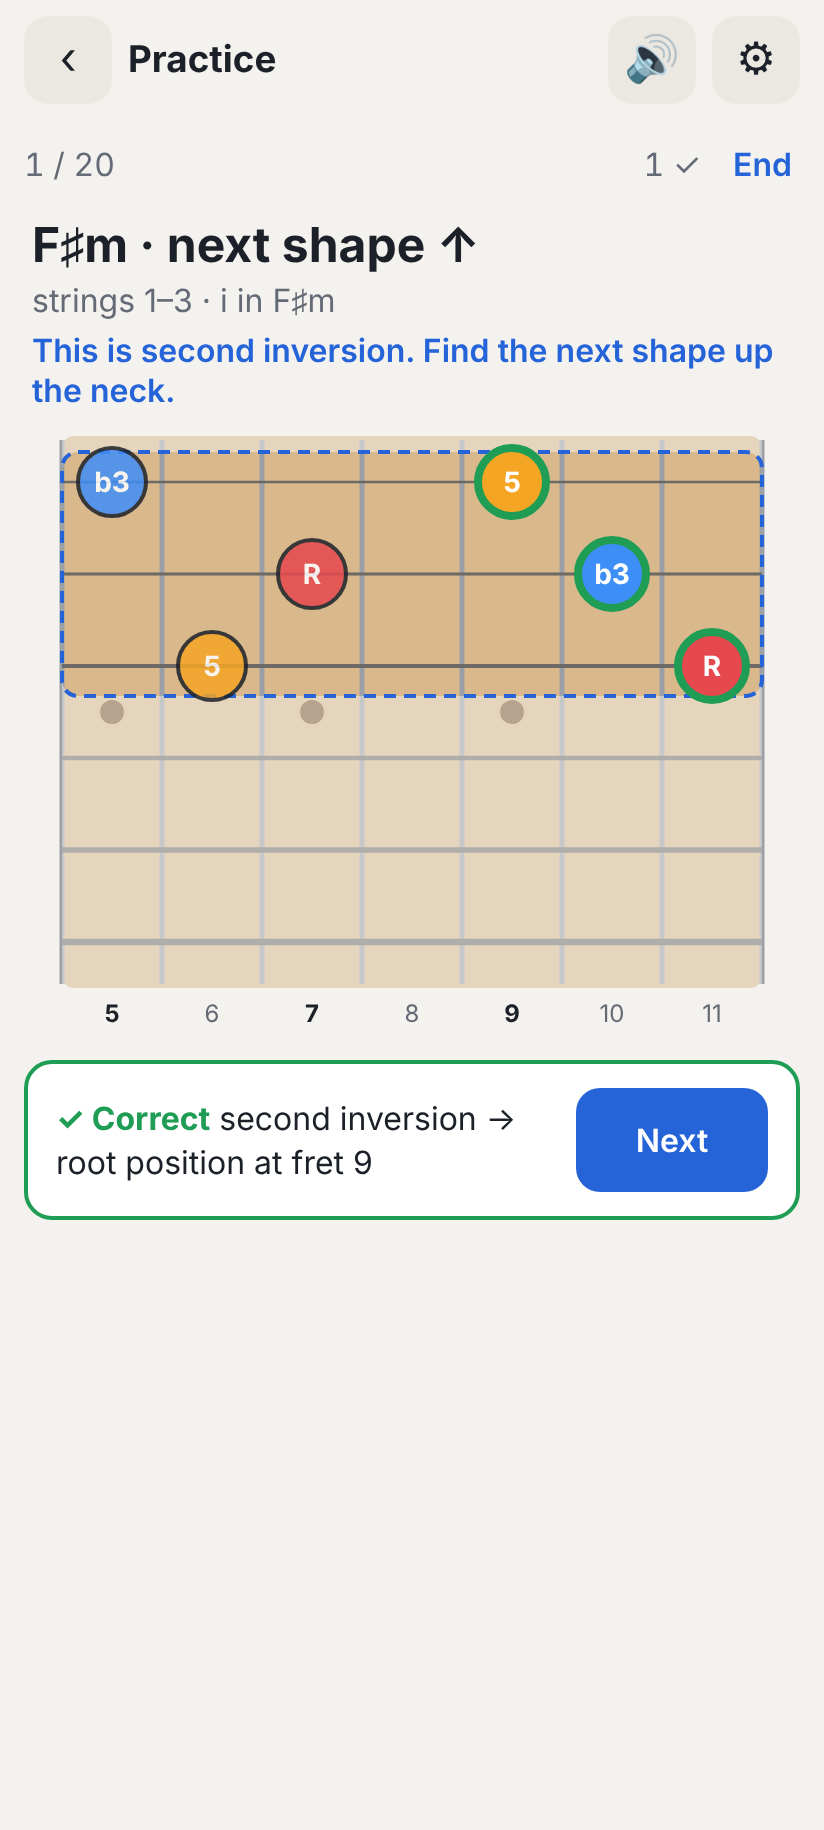 ‹ Practice 🔊 ⚙
1 / 20 1 ✓ End
F♯m · next shape ↑
strings 1–3 · i in F♯m
This is second inversion. Find the next shape up
the neck.
b3 5
R b3
5 R
5 6 7 8 9 10 11
✓ Correct second inversion →
root position at fret 9
Next